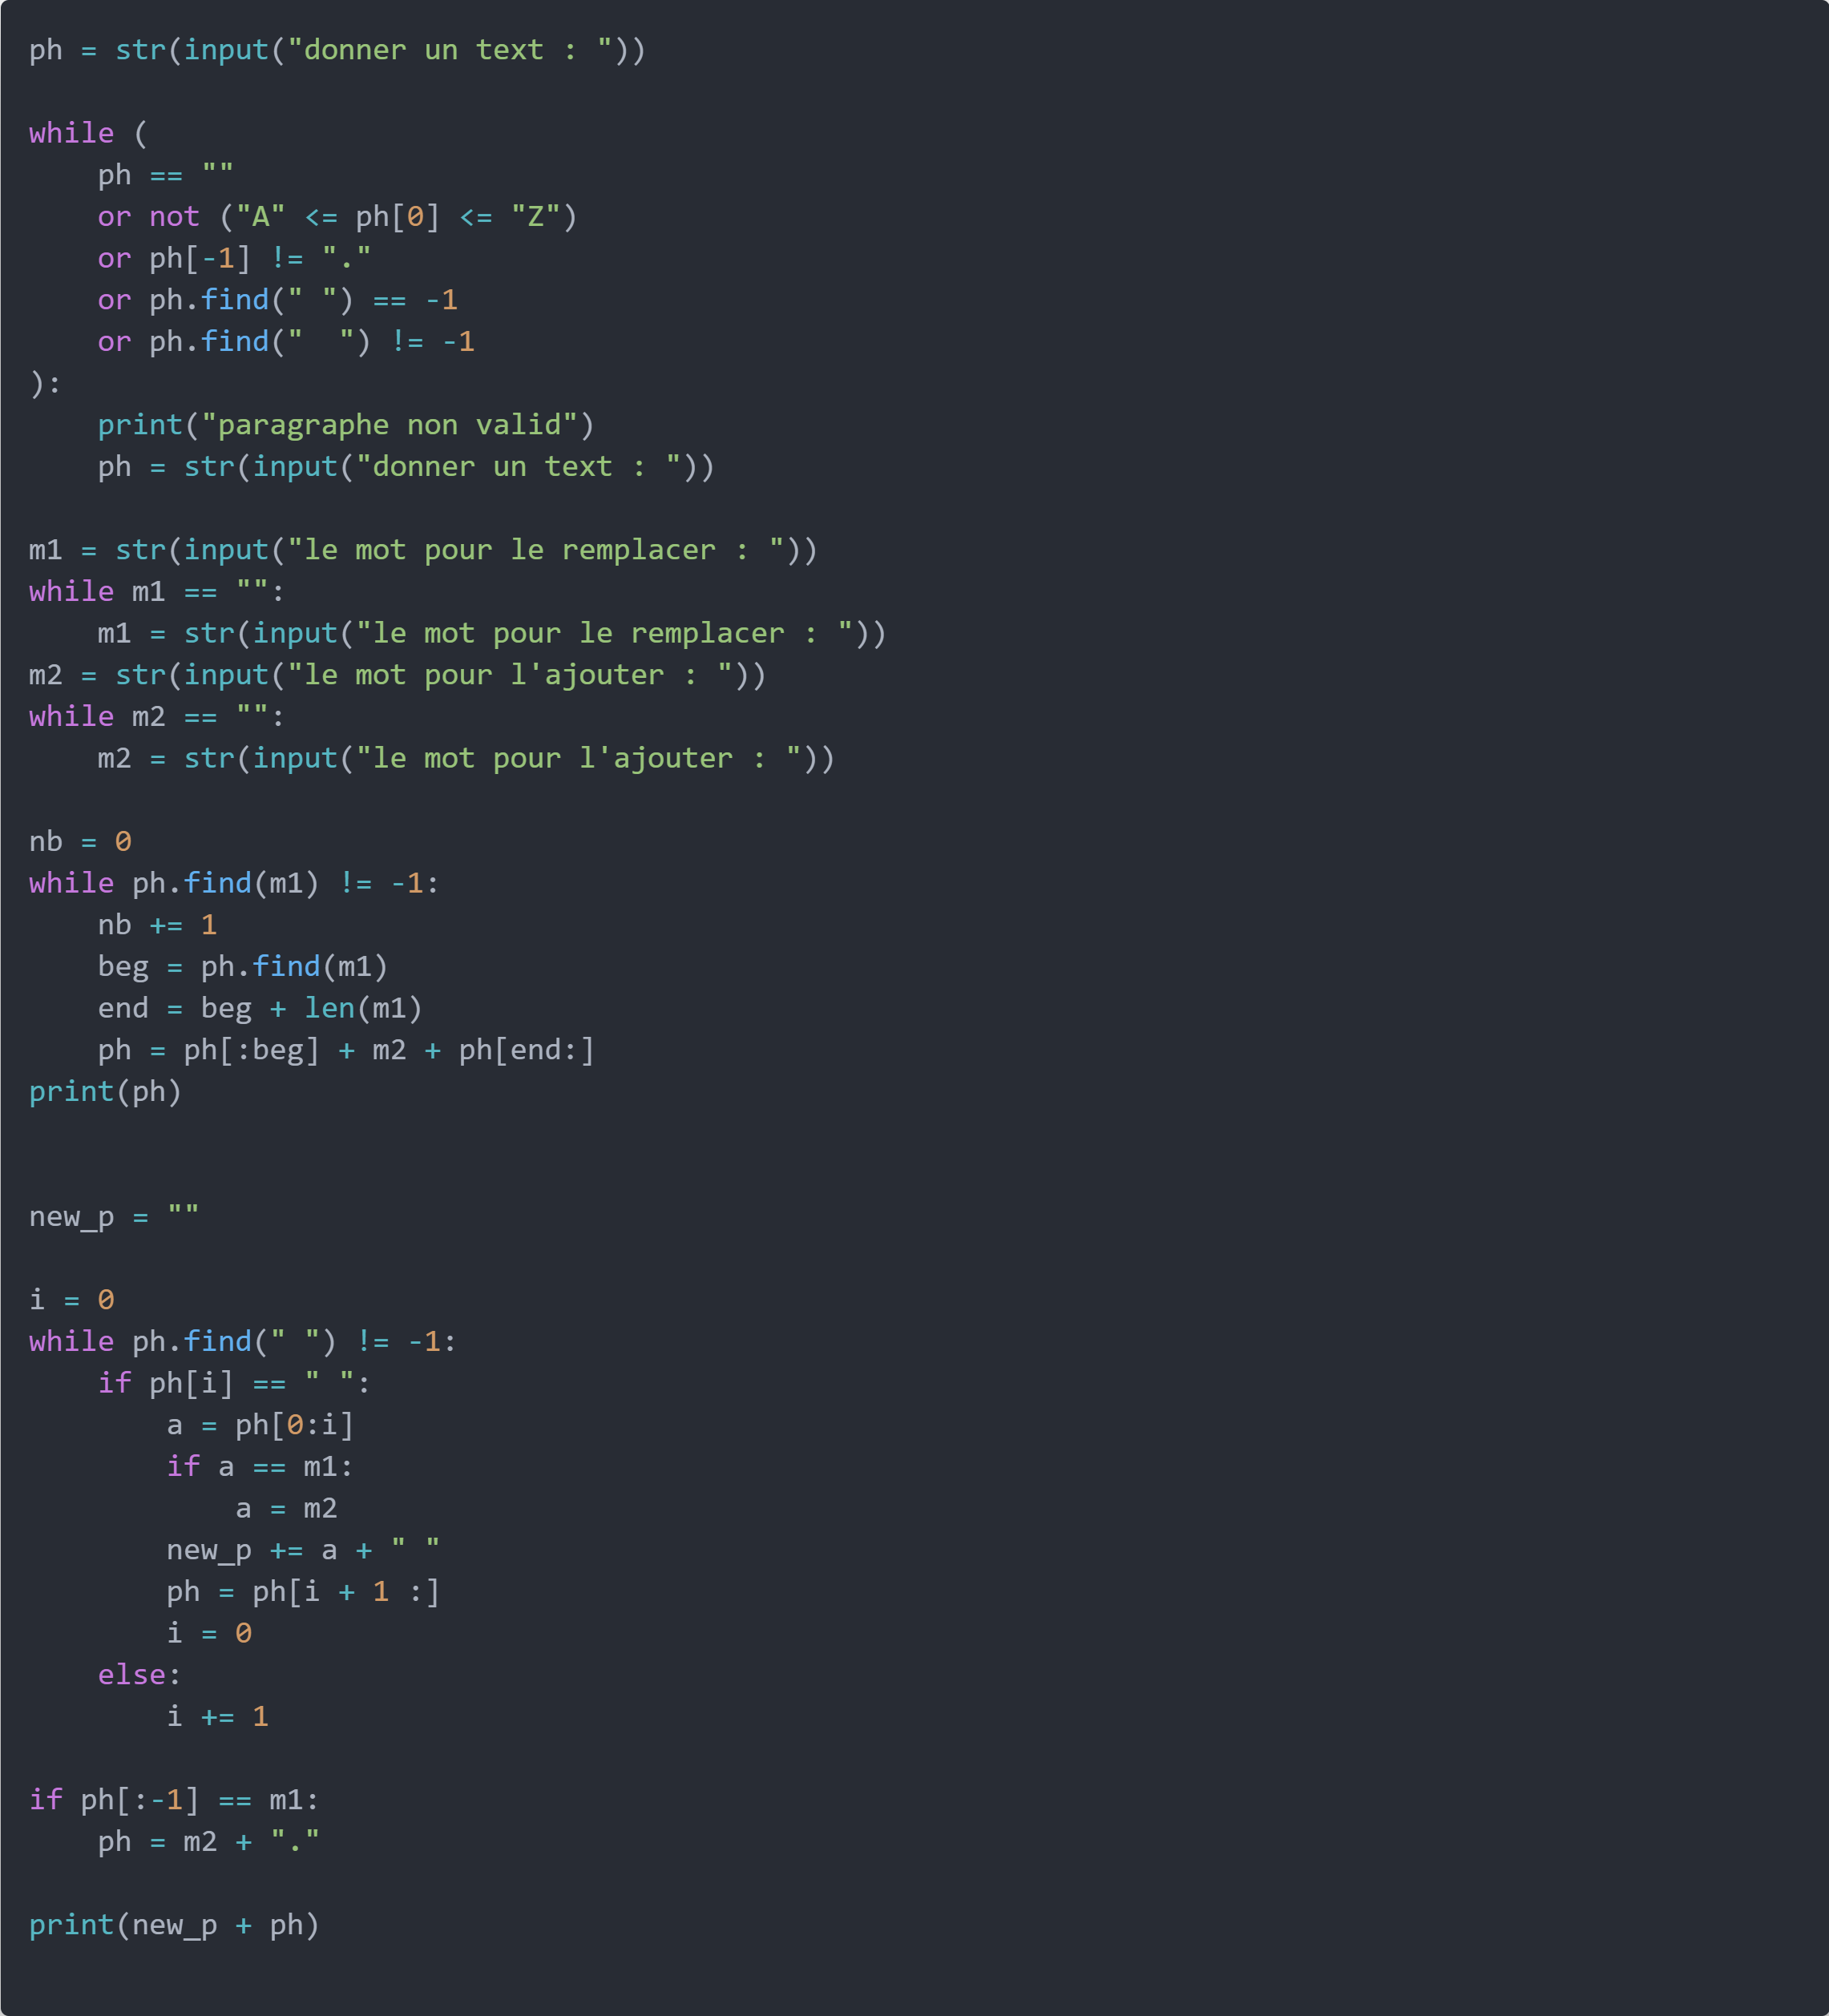 ph = str(input("donner un text : "))

while (
    ph == ""
    or not ("A" <= ph[0] <= "Z")
    or ph[-1] != "."
    or ph.find(" ") == -1
    or ph.find("  ") != -1
):
    print("paragraphe non valid")
    ph = str(input("donner un text : "))

m1 = str(input("le mot pour le remplacer : "))
while m1 == "":
    m1 = str(input("le mot pour le remplacer : "))
m2 = str(input("le mot pour l'ajouter : "))
while m2 == "":
    m2 = str(input("le mot pour l'ajouter : "))

nb = 0
while ph.find(m1) != -1:
    nb += 1
    beg = ph.find(m1)
    end = beg + len(m1)
    ph = ph[:beg] + m2 + ph[end:]
print(ph)


new_p = ""

i = 0
while ph.find(" ") != -1:
    if ph[i] == " ":
        a = ph[0:i]
        if a == m1:
            a = m2
        new_p += a + " "
        ph = ph[i + 1 :]
        i = 0
    else:
        i += 1

if ph[:-1] == m1:
    ph = m2 + "."

print(new_p + ph)